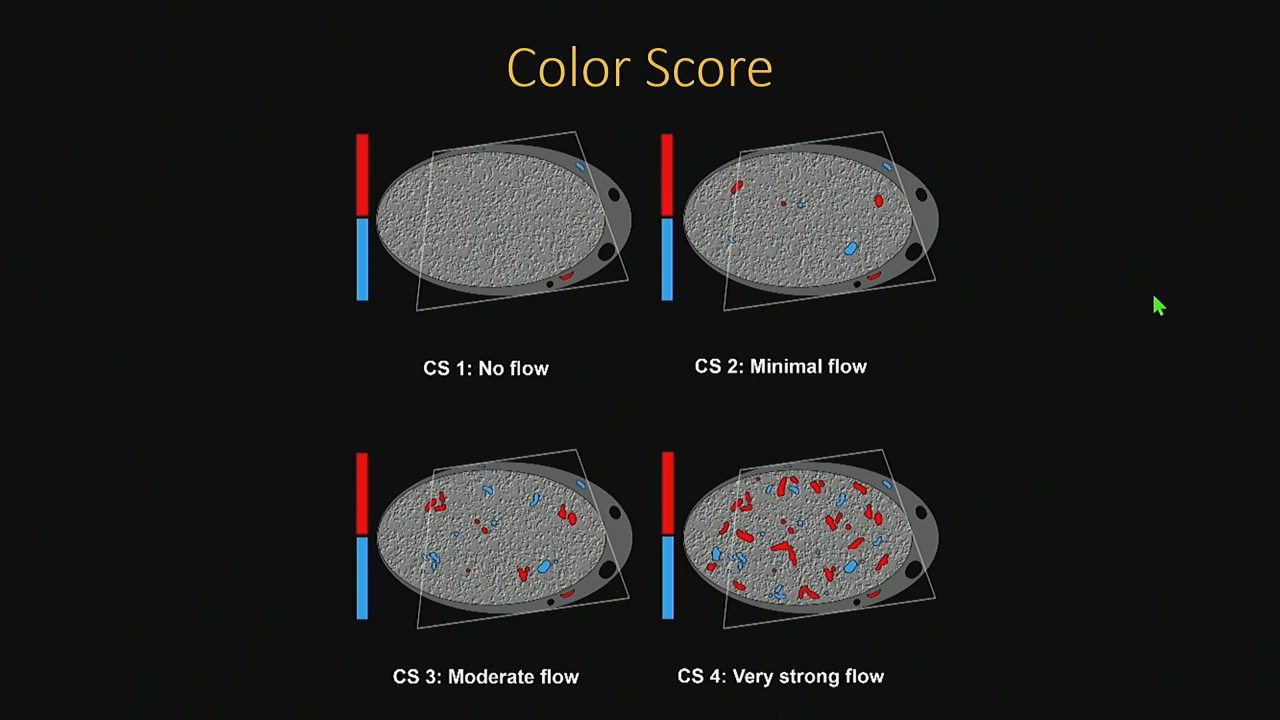 Color Score
CS 1: No flow
CS 2: Minimal flow
CS 3: Moderate flow
CS 4: Very strong flow